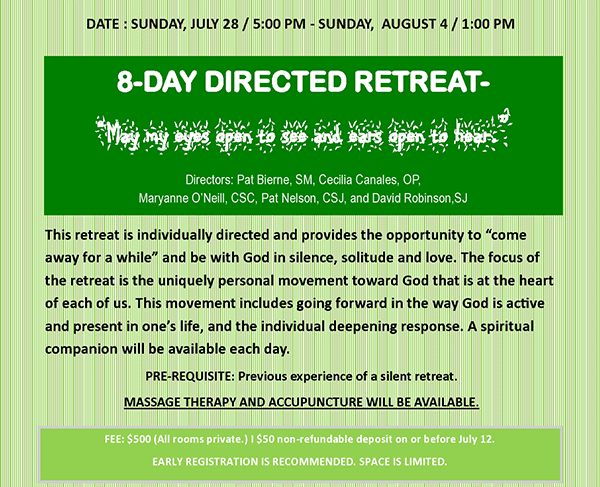 DATE : SUNDAY, JULY 28 / 5:00 PM - SUNDAY,  AUGUST 4 / 1:00 PM
8-DAY DIRECTED RETREAT-
"May my eyes open to see and ears open to hear."
Directors: Pat Bierne, SM, Cecilia Canales, OP,
Maryanne O'Neill, CSC, Pat Nelson, CSJ, and David Robinson,SJ
This retreat is individually directed and provides the opportunity to “come
away for a while” and be with God in silence, solitude and love. The focus of
the retreat is the uniquely personal movement toward God that is at the heart
of each of us. This movement includes going forward in the way God is active
and present in one’s life, and the individual deepening response. A spiritual
companion will be available each day.
PRE-REQUISITE: Previous experience of a silent retreat.
MASSAGE THERAPY AND ACCUPUNCTURE WILL BE AVAILABLE.
FEE: $500 (All rooms private.) I $50 non-refundable deposit on or before July 12.
EARLY REGISTRATION IS RECOMMENDED. SPACE IS LIMITED.